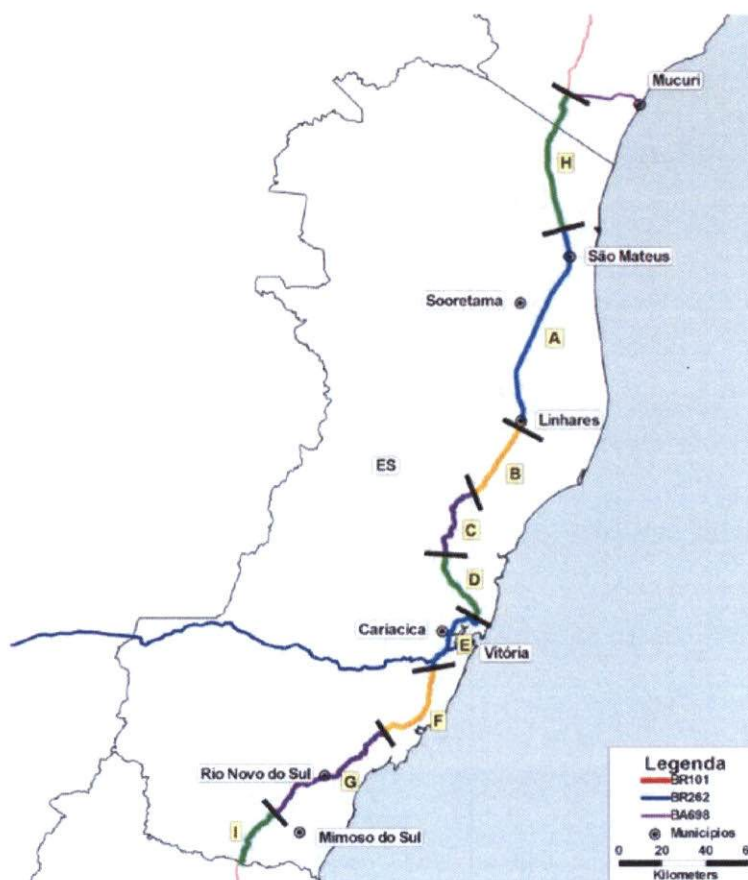 Mucuri
H
São Mateus
Sooretama
A
Linhares
ES
B
C
D
Cariacica
E
Vitória
F
Rio Novo do Sul
G
I
Mimoso do Sul
Legenda
BR101
BR262
BA698
Municípios
0 20 40 60
Kilometers